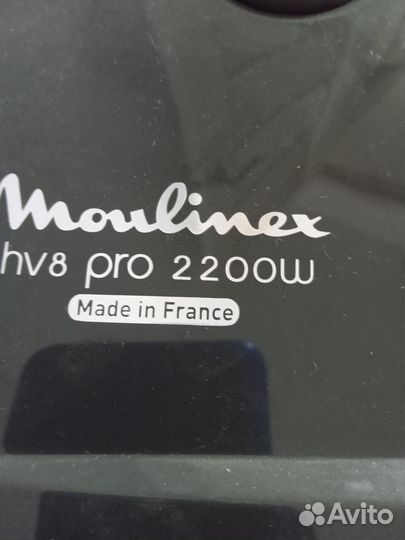 Moulinex
hv8 pro 2200W
Made in France
Avito